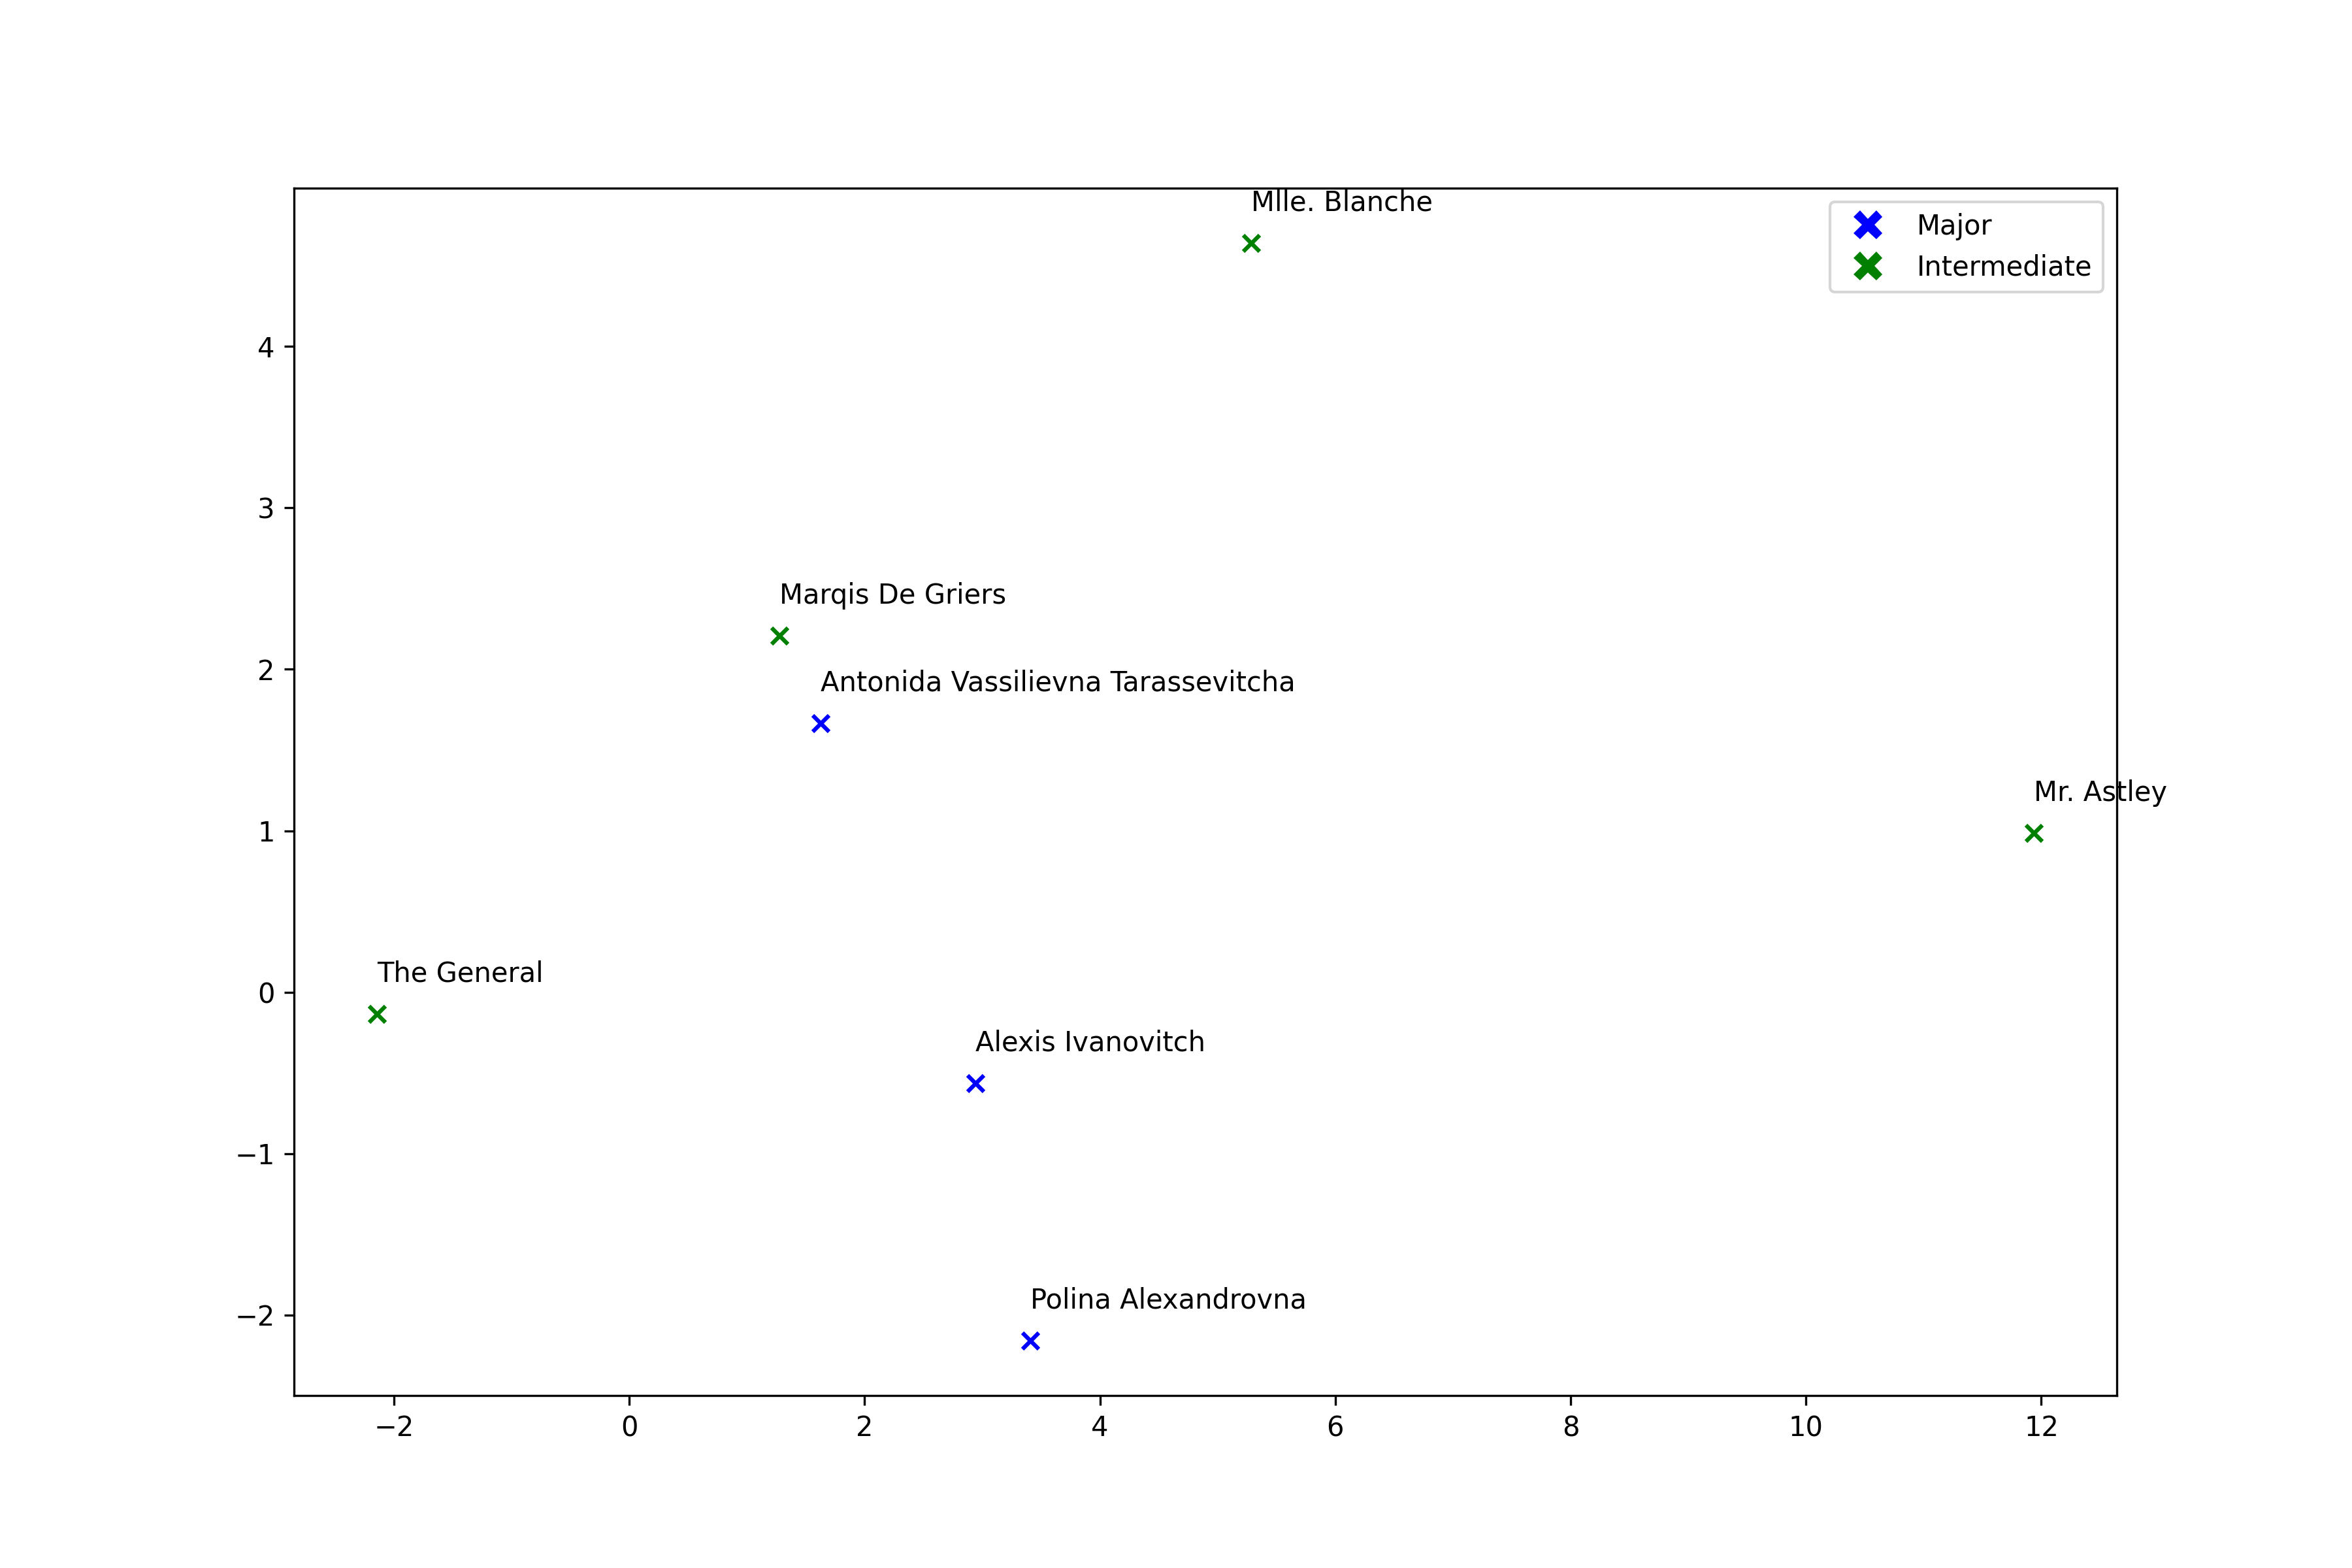 Mlle. Blanche
Major
Intermediate
4
3
Marqis De Griers
2
Antonida Vassilievna Tarassevitcha
Mr. Astley
1
The General
0
Alexis Ivanovitch
−1
Polina Alexandrovna
−2
−2 0 2 4 6 8 10 12